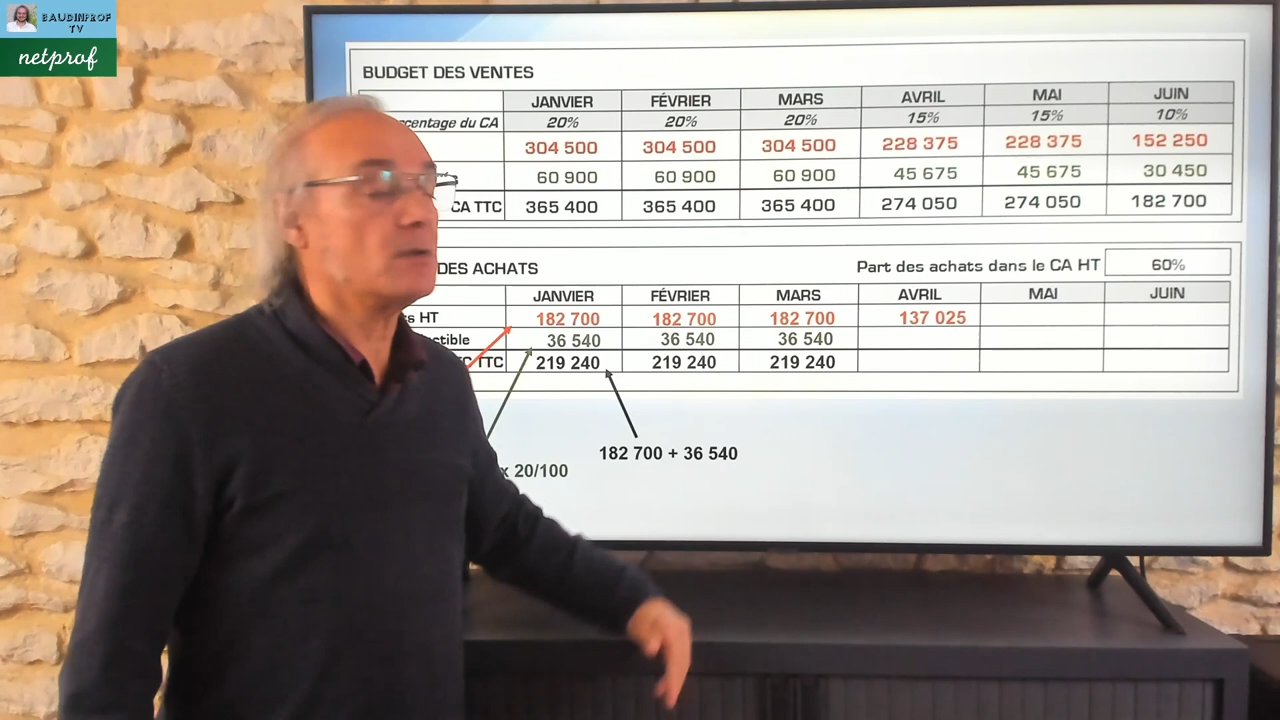 BAUDINPROF
TV
netprof
BUDGET DES VENTES
JANVIER FÉVRIER MARS AVRIL MAI JUIN
du CA 20% 20% 20% 15% 15% 10%
304 500 304 500 304 500 228 375 228 375 152 250
60 900 60 900 60 900 45 675 45 675 30 450
CA TTC 365 400 365 400 365 400 274 050 274 050 182 700
DES ACHATS Part des achats dans le CA HT 60%
JANVIER FÉVRIER MARS AVRIL MAI JUIN
HT 182 700 182 700 182 700 137 025
36 540 36 540 36 540
TTC 219 240 219 240 219 240
182 700 + 36 540
x 20/100